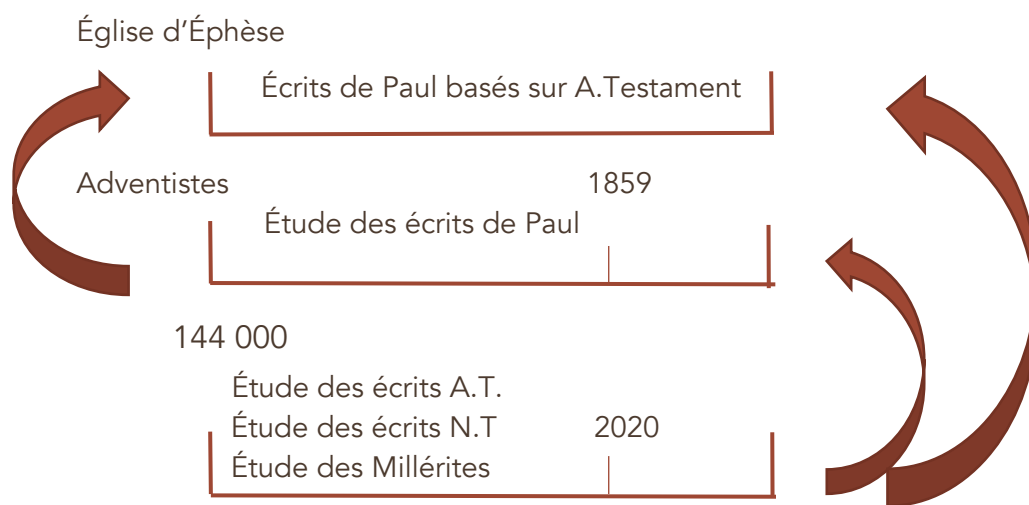 Église d’Éphèse
Écrits de Paul basés sur A.Testament
Adventistes 1859
Étude des écrits de Paul
144 000
Étude des écrits A.T.
Étude des écrits N.T 2020
Étude des Millérites